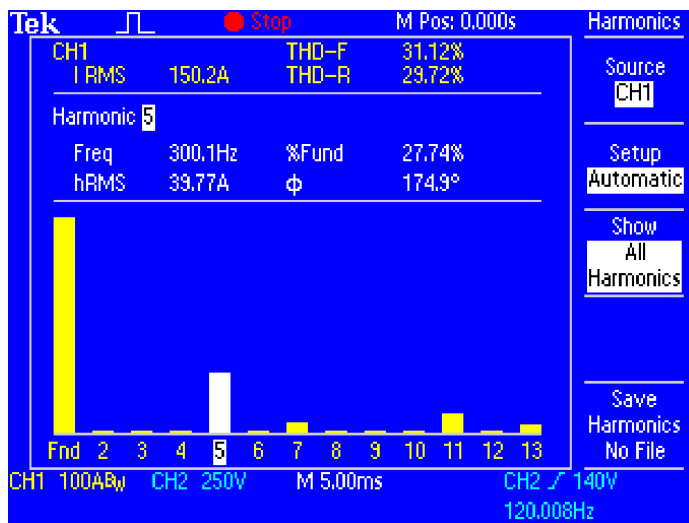 Tek Stop M Pos: 0.000s Harmonics
CH1 THD-F 31.12%
I RMS 150.2A THD-R 29.72%
Source
CH1
Harmonic 5
Freq 300.1Hz %Fund 27.74%
hRMS 39.77A ϕ 174.9°
Setup
Automatic
Show
All
Harmonics
Save
Harmonics
No File
Fnd 2 3 4 5 6 7 8 9 10 11 12 13
CH1 100ABw CH2 250V M 5.00ms CH2 140V
120.008Hz